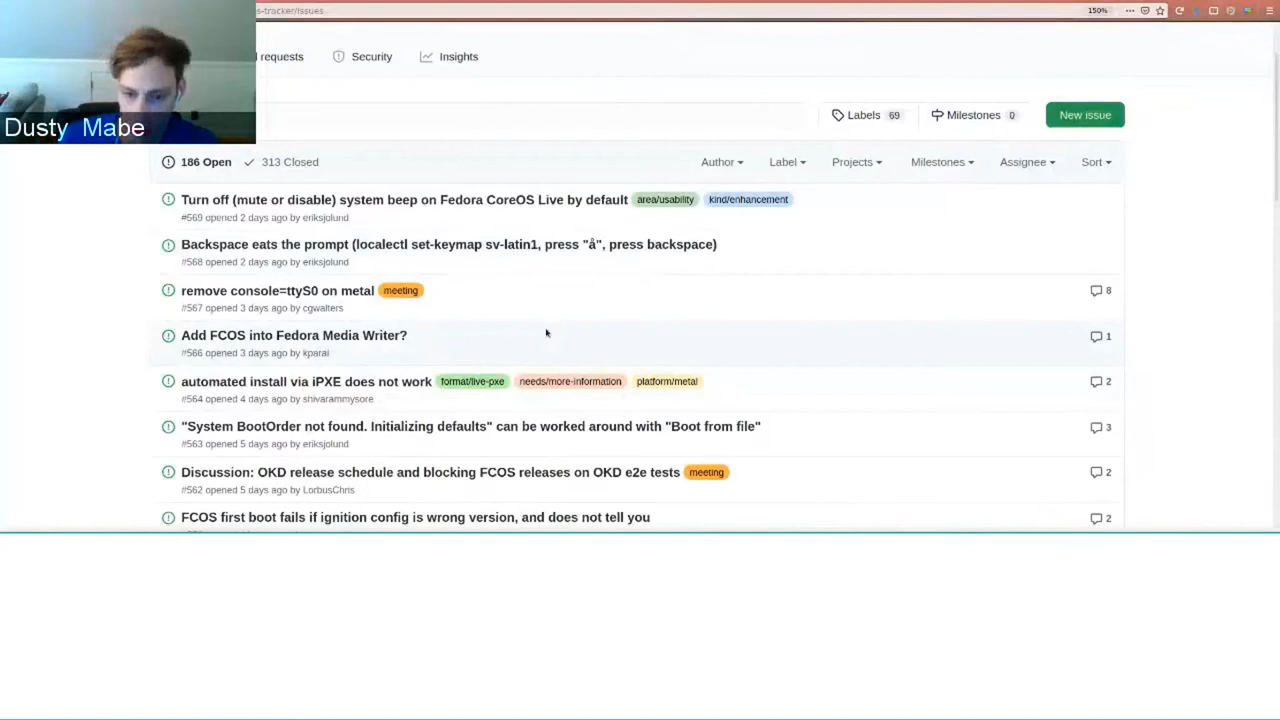 s-tracker/issues
150%
requests
Security
Insights
Dusty Mabe
Labels 69
Milestones 0
New issue
186 Open
313 Closed
Author
Label
Projects
Milestones
Assignee
Sort
Turn off (mute or disable) system beep on Fedora CoreOS Live by default area/usability kind/enhancement
#569 opened 2 days ago by eriksjolund
Backspace eats the prompt (localectl set-keymap sv-latin1, press "å", press backspace)
#568 opened 2 days ago by eriksjolund
remove console=ttyS0 on metal meeting 8
#567 opened 3 days ago by cgwalters
Add FCOS into Fedora Media Writer? 1
#566 opened 3 days ago by kparal
automated install via iPXE does not work format/live-pxe needs/more-information platform/metal 2
#564 opened 4 days ago by shivarammysore
"System BootOrder not found. Initializing defaults" can be worked around with "Boot from file" 3
#563 opened 5 days ago by eriksjolund
Discussion: OKD release schedule and blocking FCOS releases on OKD e2e tests meeting 2
#562 opened 5 days ago by LorbusChris
FCOS first boot fails if ignition config is wrong version, and does not tell you 2